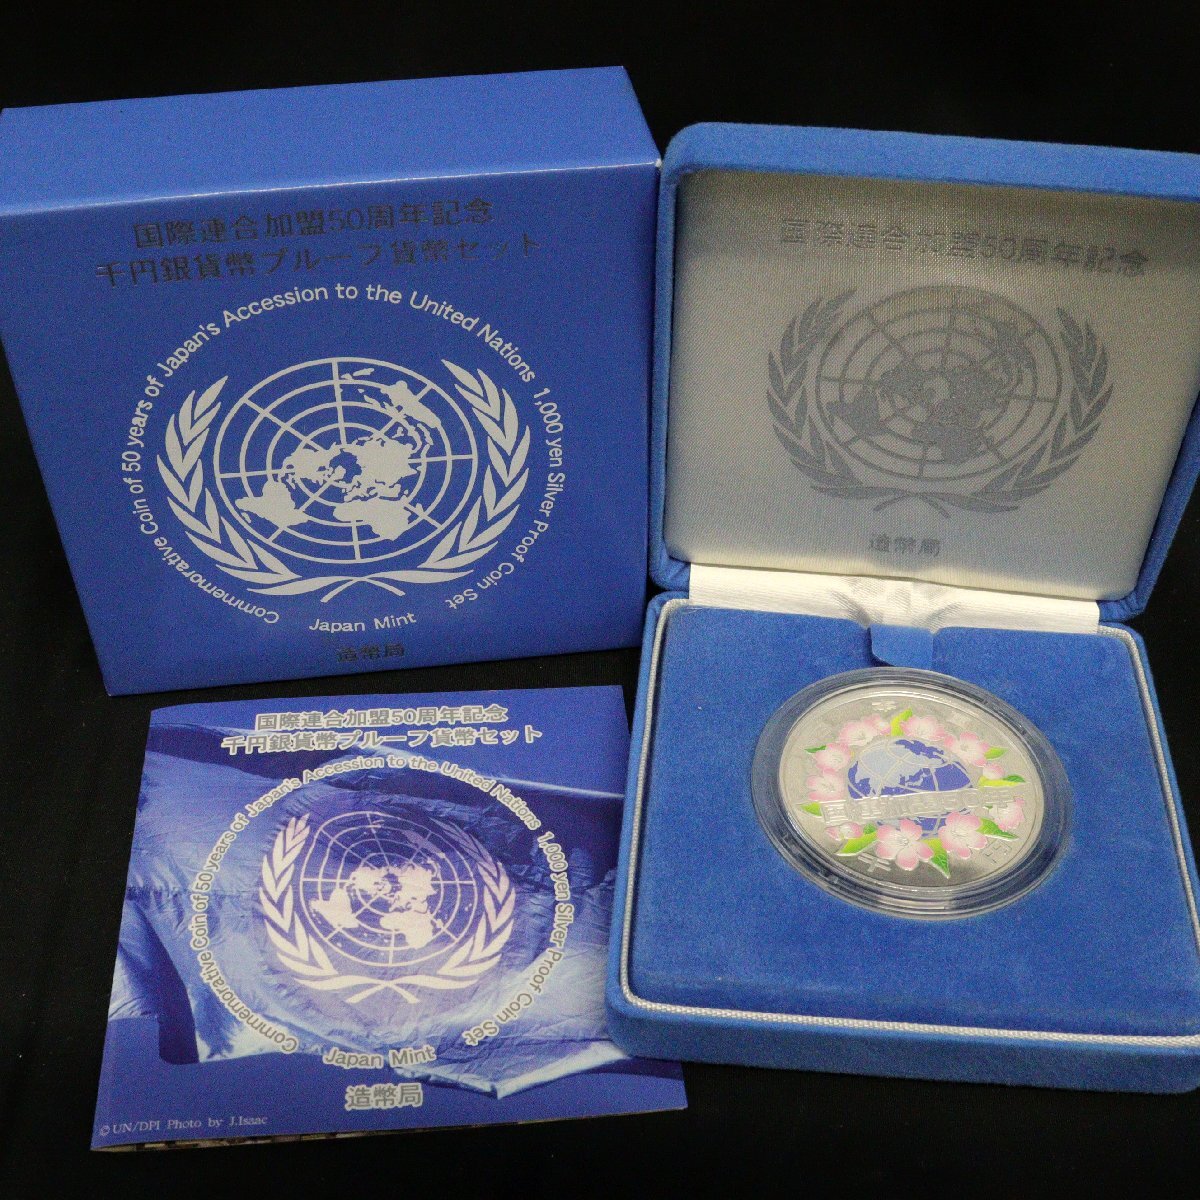 国際連合加盟50周年記念
千円銀貨幣プルーフ貨幣セット
Commemorative Coin of 50 years of Japan's Accession to the United Nations 1,000 yen Silver Proof Coin Set
Japan Mint
造幣局
国際連合加盟50周年記念
造幣局
国際連合加盟50周年記念
千円銀貨幣プルーフ貨幣セット
Commemorative Coin of 50 years of Japan's Accession to the United Nations 1,000 yen Silver Proof Coin Set
Japan Mint
造幣局
© UN/DPI Photo by J.Isaac